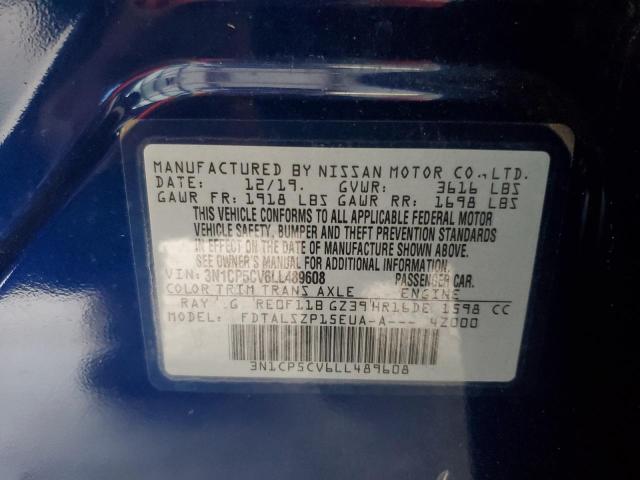 MANUFACTURED BY NISSAN MOTOR CO.,LTD.
DATE: 12/19. GVWR: 3616 LBS
GAWR FR: 1918 LBS GAWR RR: 1698 LBS
THIS VEHICLE CONFORMS TO ALL APPLICABLE FEDERAL MOTOR
VEHICLE SAFETY, BUMPER AND THEFT PREVENTION STANDARDS
IN EFFECT ON THE DATE OF MANUFACTURE SHOWN ABOVE.
SEE OWNER'S MANUAL FOR ADDITIONAL INFORMATION
VIN: 3N1CP5CV6LL489608 PASSENGER CAR.
COLOR TRIM TRANS AXLE ENGINE
RAY .G RE0F11B GZ39 HR16DE 1598 CC
MODEL: FDTALSZP15EUA-A--- 4Z000
3N1CP5CV6LL489608